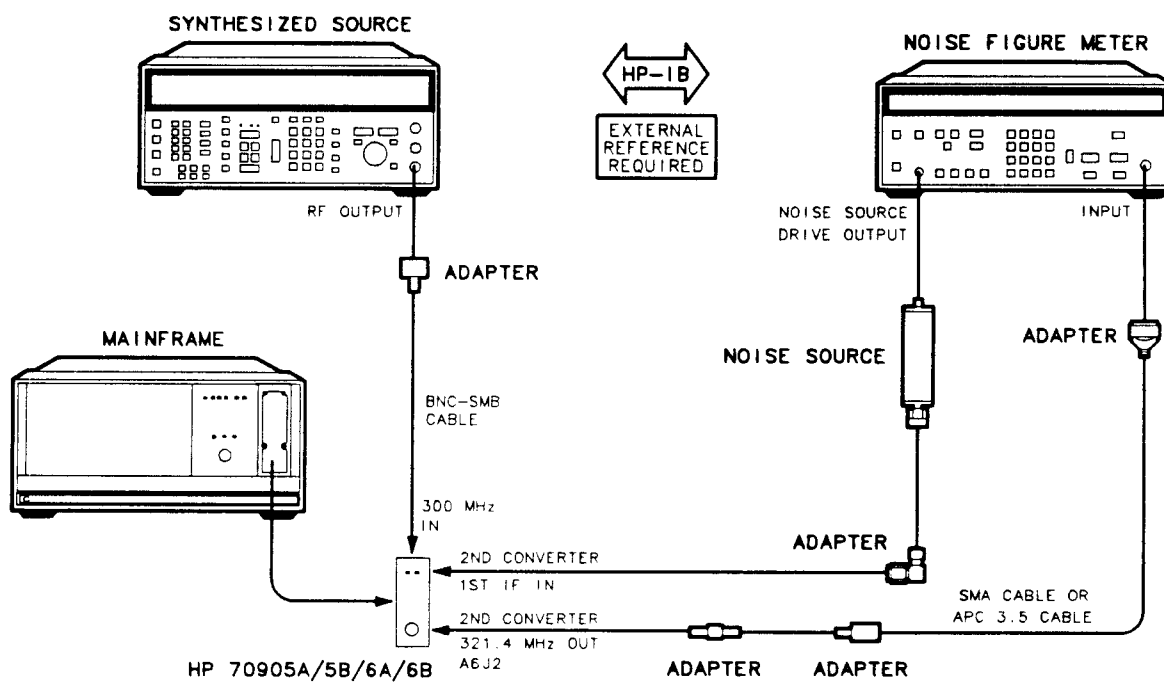 SYNTHESIZED SOURCE
NOISE FIGURE METER
HP-IB
EXTERNAL
REFERENCE
REQUIRED
RF OUTPUT
NOISE SOURCE
DRIVE OUTPUT
INPUT
ADAPTER
MAINFRAME
NOISE SOURCE
ADAPTER
BNC-SMB
CABLE
300 MHz
IN
ADAPTER
2ND CONVERTER
1ST IF IN
SMA CABLE OR
APC 3.5 CABLE
2ND CONVERTER
321.4 MHz OUT
A6J2
HP 70905A/5B/6A/6B
ADAPTER
ADAPTER